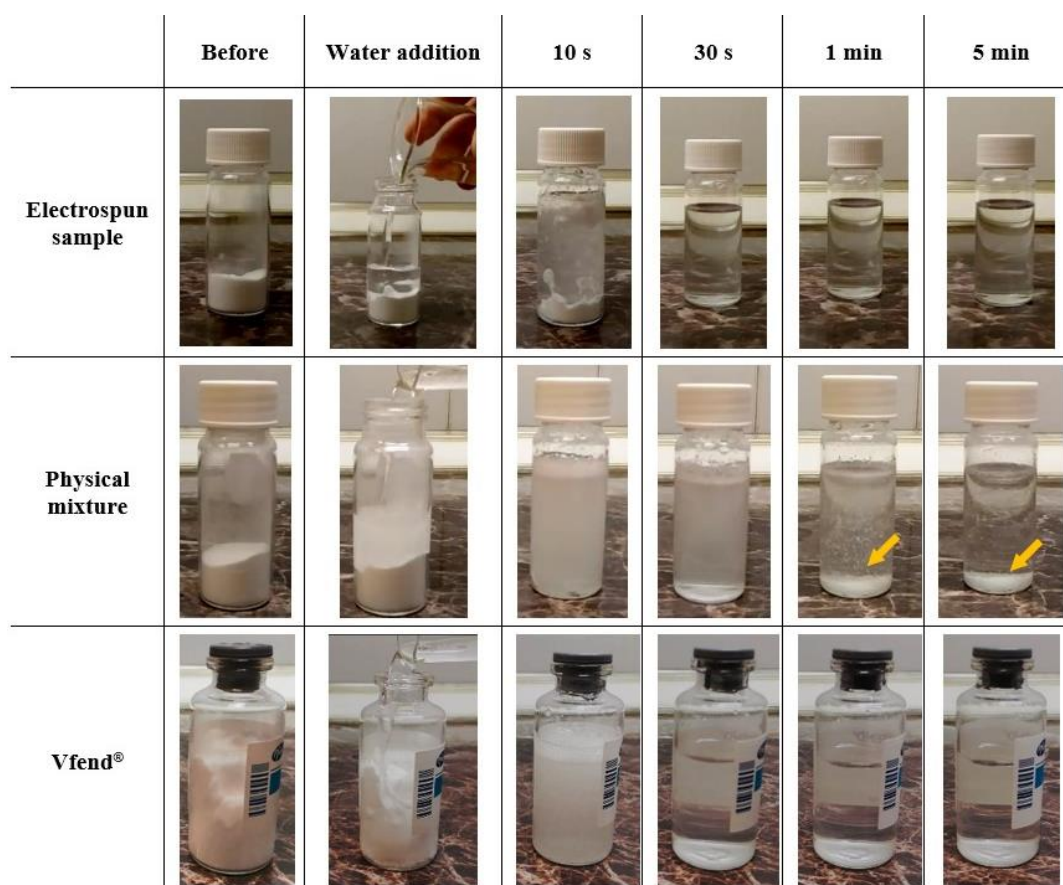 Before Water addition 10 s 30 s 1 min 5 min
Electrospun
sample
Physical
mixture
Vfend®